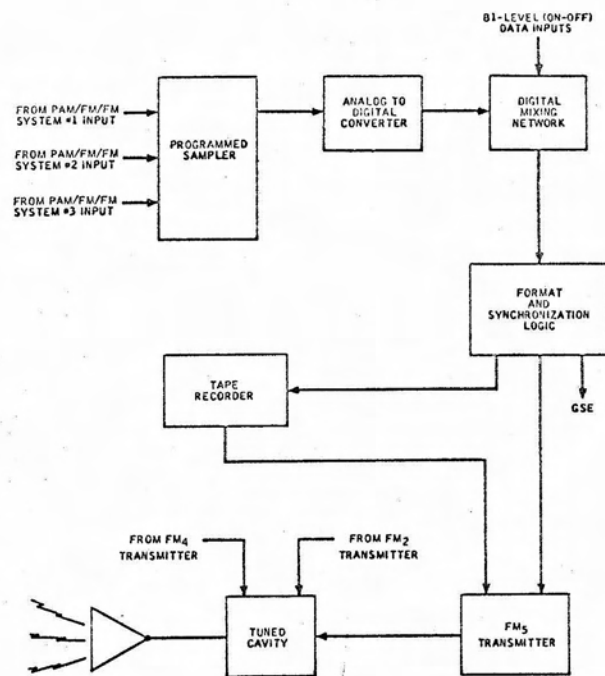 BI-LEVEL (ON-OFF)
DATA INPUTS
FROM PAM/FM/FM
SYSTEM #1 INPUT
FROM PAM/FM/FM
SYSTEM #2 INPUT
FROM PAM/FM/FM
SYSTEM #3 INPUT
PROGRAMMED
SAMPLER
ANALOG TO
DIGITAL
CONVERTER
DIGITAL
MIXING
NETWORK
FORMAT
AND
SYNCHRONIZATION
LOGIC
TAPE
RECORDER
GSE
FROM FM4
TRANSMITTER
FROM FM2
TRANSMITTER
TUNED
CAVITY
FM5
TRANSMITTER